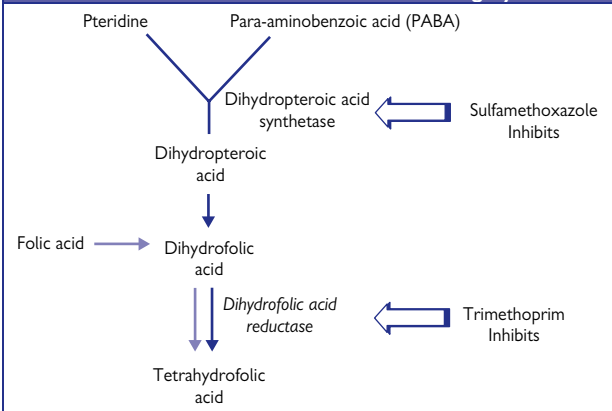 Pteridine
Para-aminobenzoic acid (PABA)
Dihydropteroic acid
synthetase
Sulfamethoxazole
Inhibits
Dihydropteroic
acid
Folic acid
Dihydrofolic
acid
Dihydrofolic acid
reductase
Trimethoprim
Inhibits
Tetrahydrofolic
acid